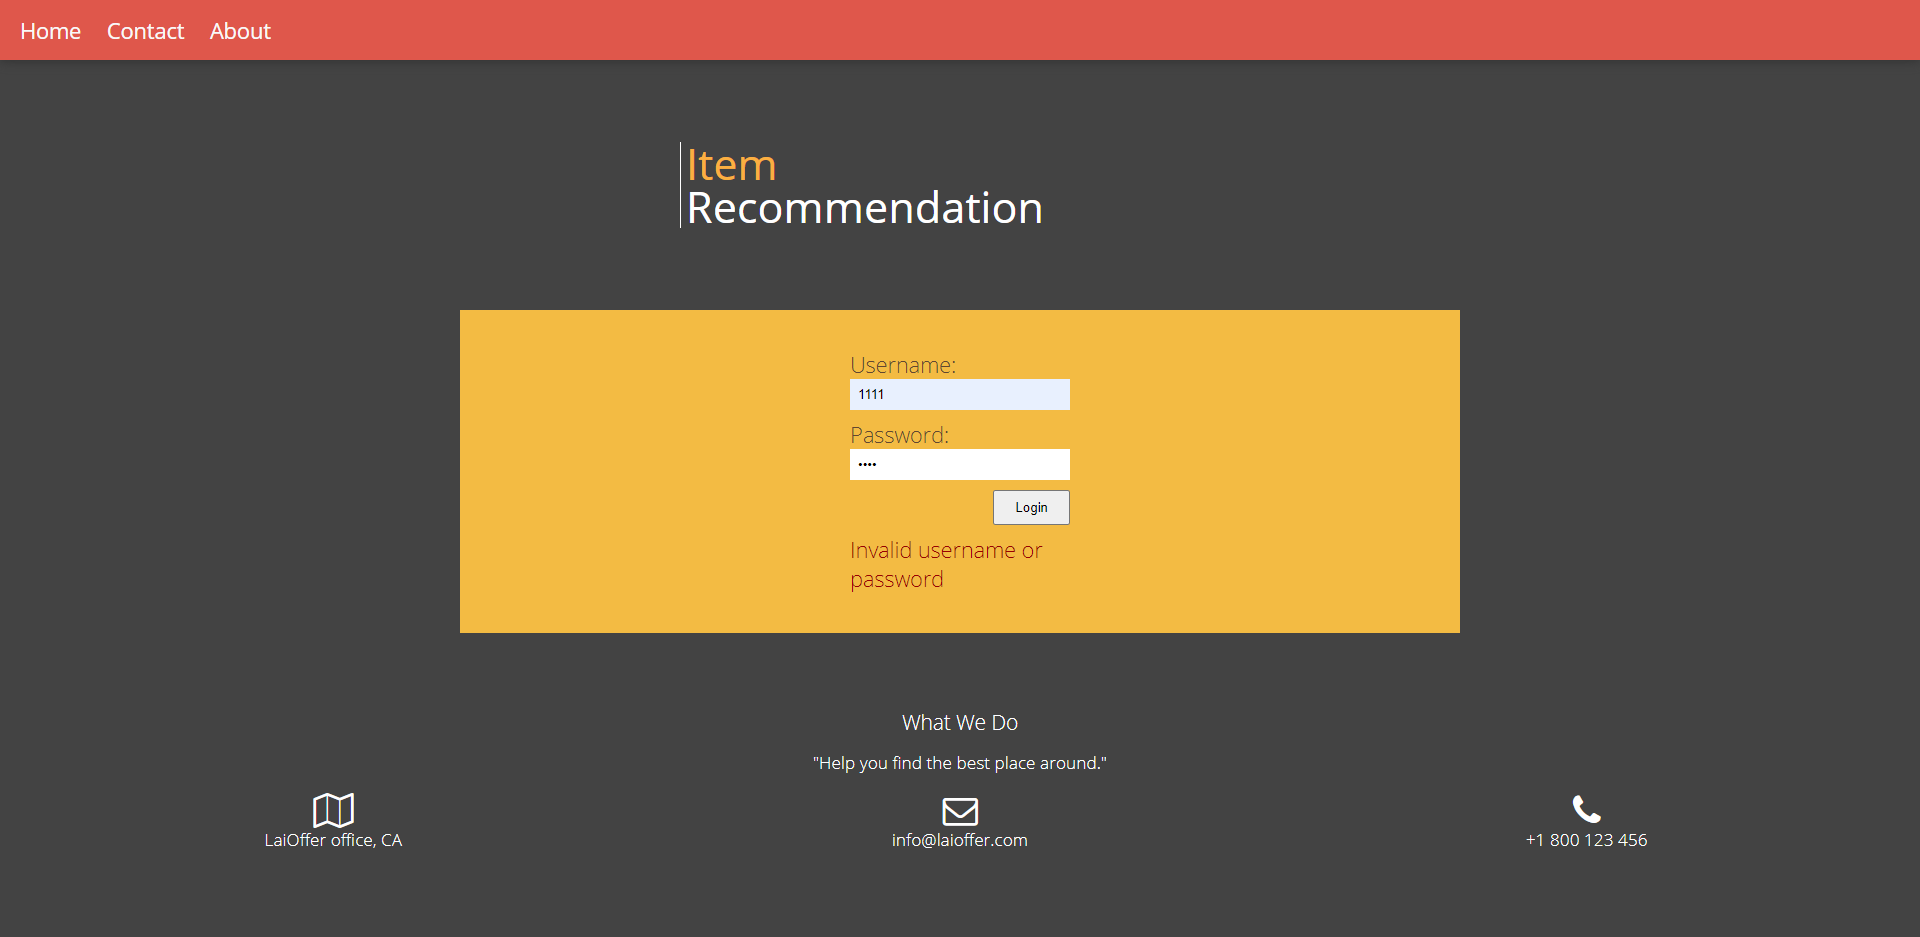 Home Contact About
Item
Recommendation
Username:
1111
Password:
••••
Login
Invalid username or
password
What We Do
"Help you find the best place around."
LaiOffer office, CA
info@laioffer.com
+1 800 123 456